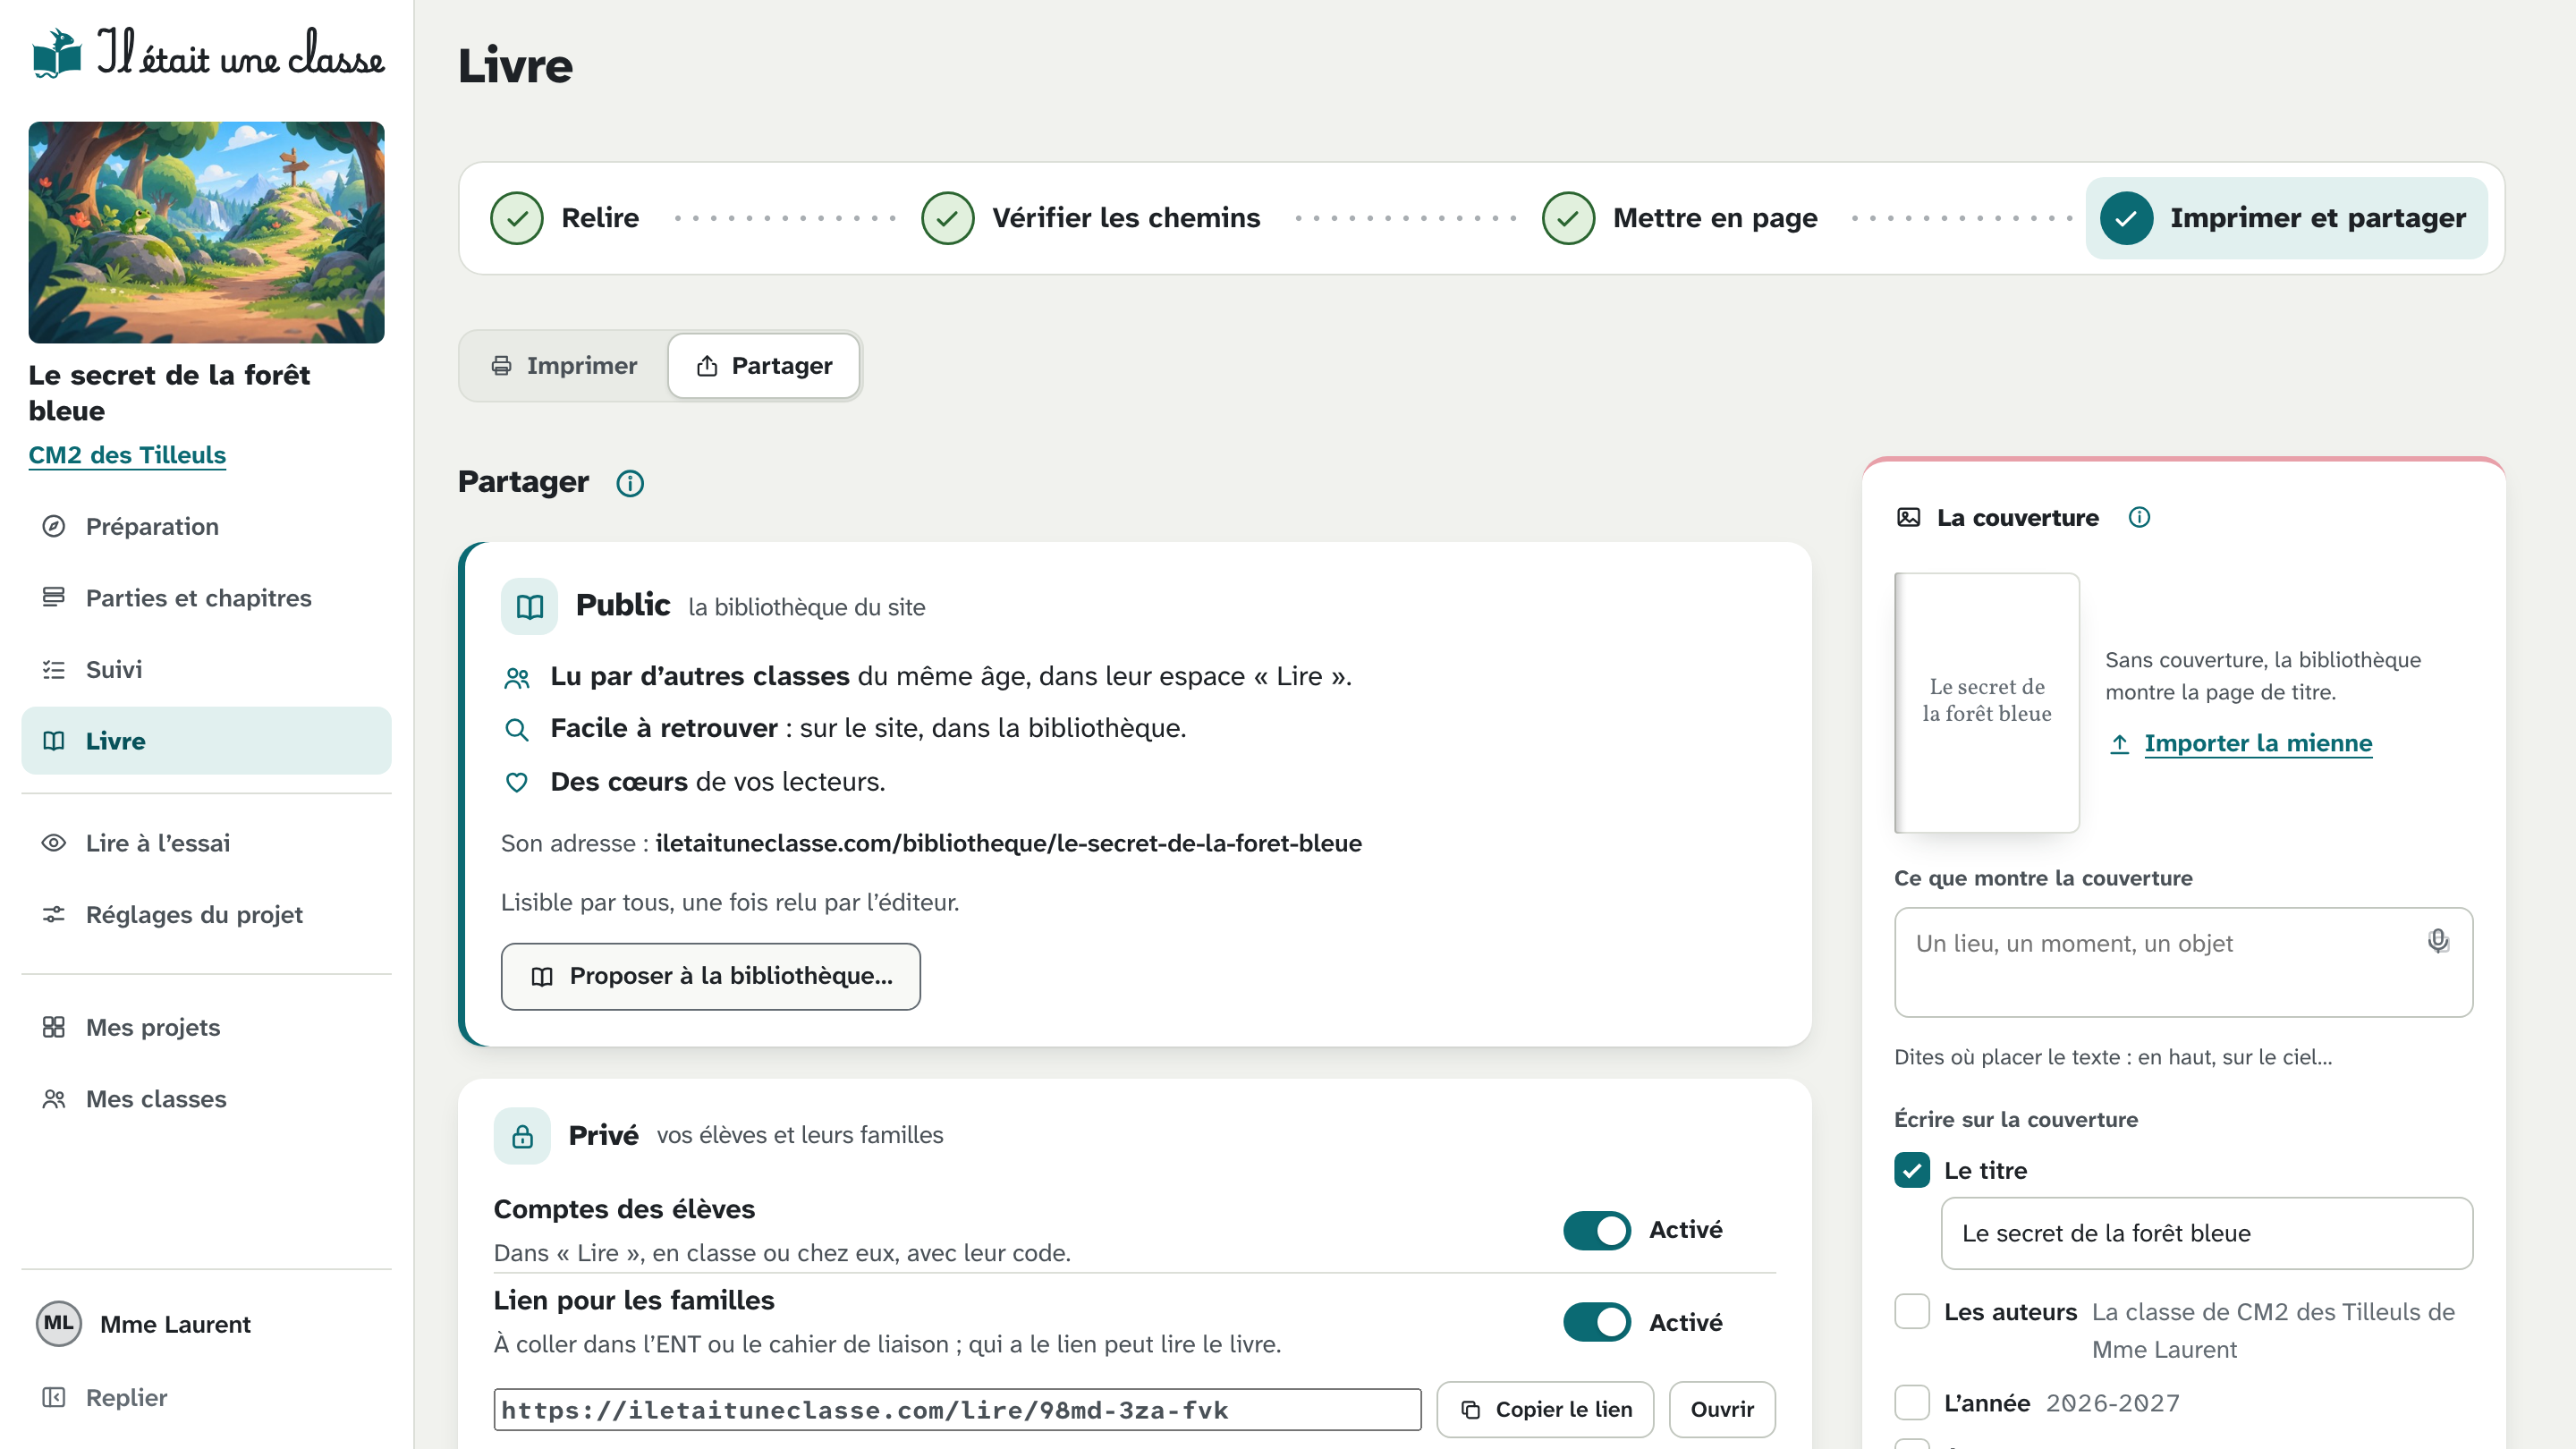 Il était une classe
Le secret de la forêt
bleue
CM2 des Tilleuls
Préparation
Parties et chapitres
Suivi
Livre
Lire à l’essai
Réglages du projet
Mes projets
Mes classes
ML Mme Laurent
Replier
Livre
Relire
Vérifier les chemins
Mettre en page
Imprimer et partager
Imprimer
Partager
Partager
Public la bibliothèque du site
Lu par d’autres classes du même âge, dans leur espace « Lire ».
Facile à retrouver : sur le site, dans la bibliothèque.
Des cœurs de vos lecteurs.
Son adresse : iletaituneclasse.com/bibliotheque/le-secret-de-la-foret-bleue
Lisible par tous, une fois relu par l’éditeur.
Proposer à la bibliothèque…
Privé vos élèves et leurs familles
Comptes des élèves
Dans « Lire », en classe ou chez eux, avec leur code.
Activé
Lien pour les familles
À coller dans l’ENT ou le cahier de liaison ; qui a le lien peut lire le livre.
Activé
https://iletaituneclasse.com/lire/98md-3za-fvk
Copier le lien
Ouvrir
La couverture
Le secret de
la forêt bleue
Sans couverture, la bibliothèque
montre la page de titre.
Importer la mienne
Ce que montre la couverture
Un lieu, un moment, un objet
Dites où placer le texte : en haut, sur le ciel…
Écrire sur la couverture
Le titre
Le secret de la forêt bleue
Les auteurs La classe de CM2 des Tilleuls de
Mme Laurent
L’année 2026-2027